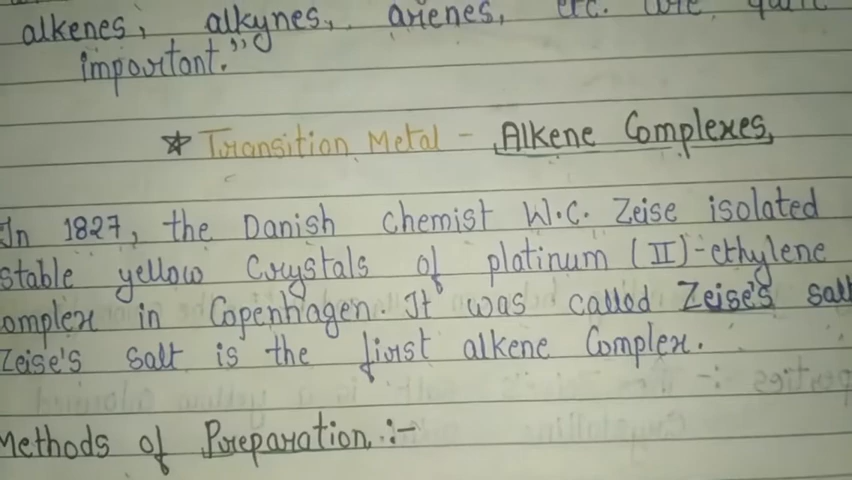 alkenes, alkynes, arenes, etc. are quite
important."
☆ Transition Metal - Alkene Complexes,
In 1827, the Danish chemist W.C. Zeise isolated
stable yellow Crystals of platinum (II)-ethylene
omplex in Copenhagen. It was called Zeise's salt
Zeise's salt is the first alkene Complex.
Methods of Preparation :-